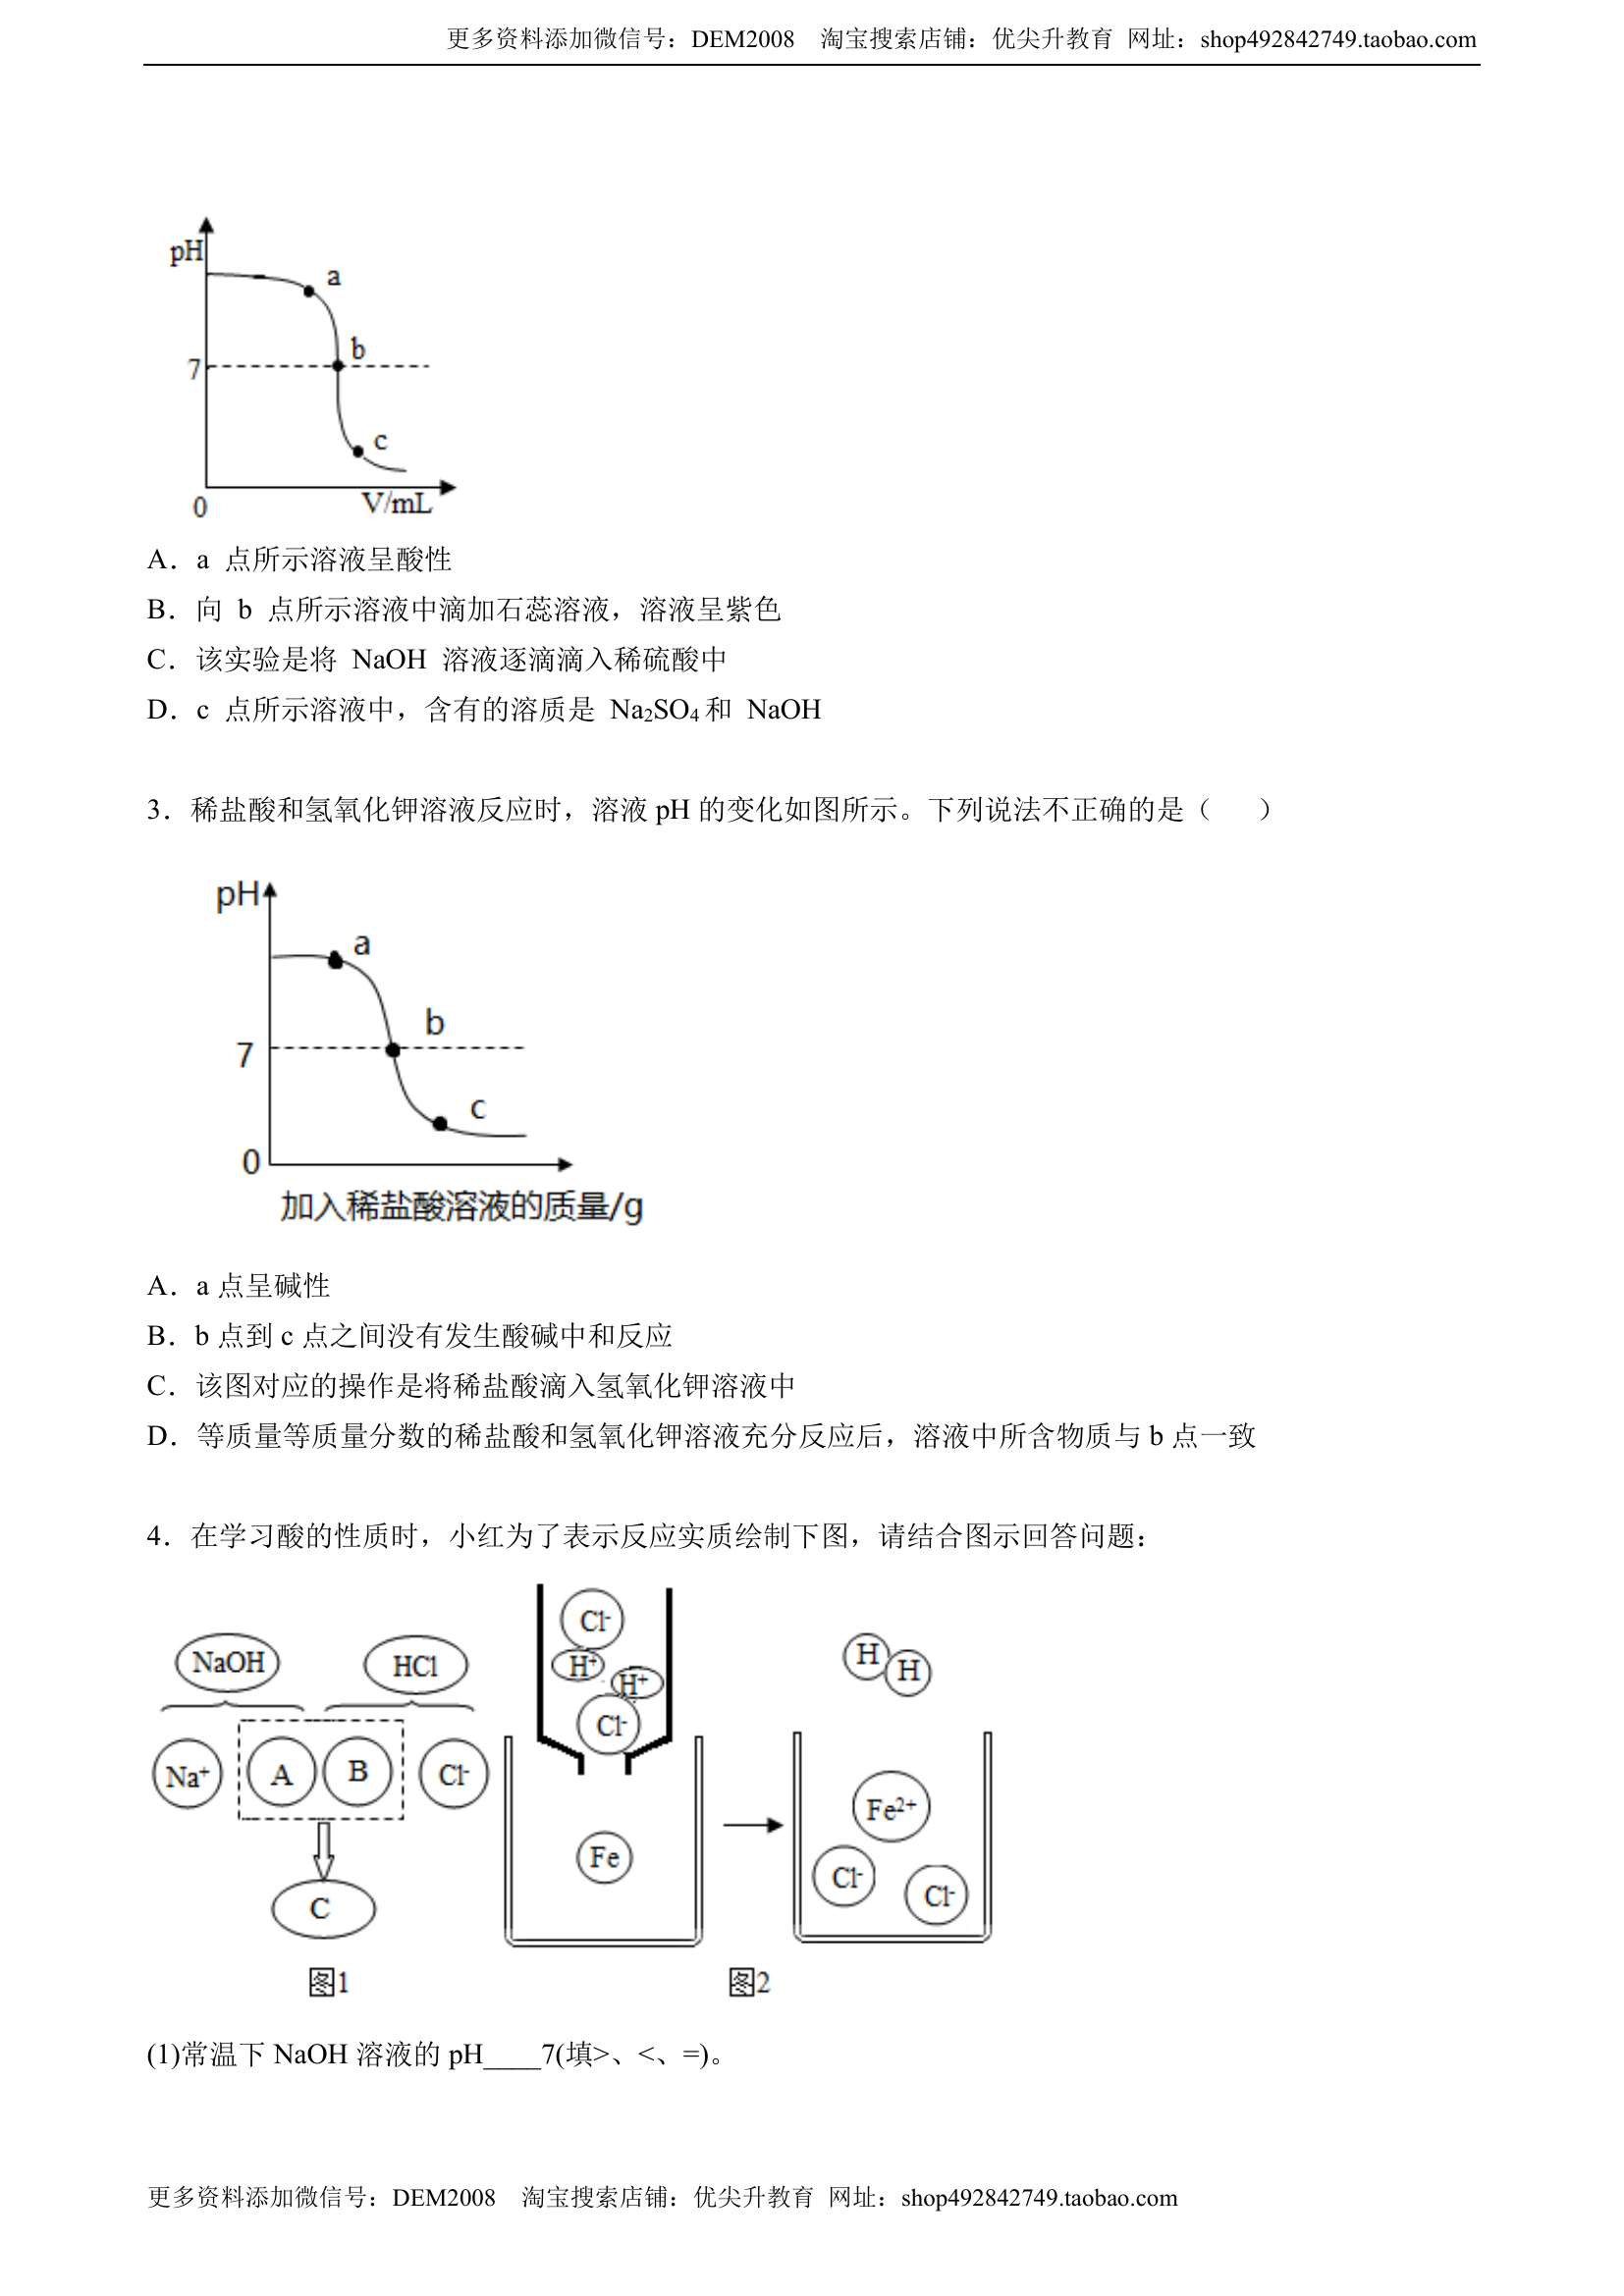 更多资料添加微信号：DEM2008 淘宝搜索店铺：优尖升教育 网址：shop492842749.taobao.com
pH
a
b
7
c
0
V/mL
A．a 点所示溶液呈酸性
B．向 b 点所示溶液中滴加石蕊溶液，溶液呈紫色
C．该实验是将 NaOH 溶液逐滴滴入稀硫酸中
D．c 点所示溶液中，含有的溶质是 Na₂SO₄和 NaOH
3．稀盐酸和氢氧化钾溶液反应时，溶液 pH 的变化如图所示。下列说法不正确的是（ ）
pH
a
b
7
c
0
加入稀盐酸溶液的质量/g
A．a 点呈碱性
B．b 点到 c 点之间没有发生酸碱中和反应
C．该图对应的操作是将稀盐酸滴入氢氧化钾溶液中
D．等质量等质量分数的稀盐酸和氢氧化钾溶液充分反应后，溶液中所含物质与 b 点一致
4．在学习酸的性质时，小红为了表示反应实质绘制下图，请结合图示回答问题：
NaOH HCl
Na⁺ A B Cl⁻
C
图1
Cl⁻
H⁺
H⁺
Cl⁻
Fe
H H
Fe²⁺
Cl⁻ Cl⁻
图2
(1)常温下 NaOH 溶液的 pH____7(填>、<、=)。
更多资料添加微信号：DEM2008 淘宝搜索店铺：优尖升教育 网址：shop492842749.taobao.com